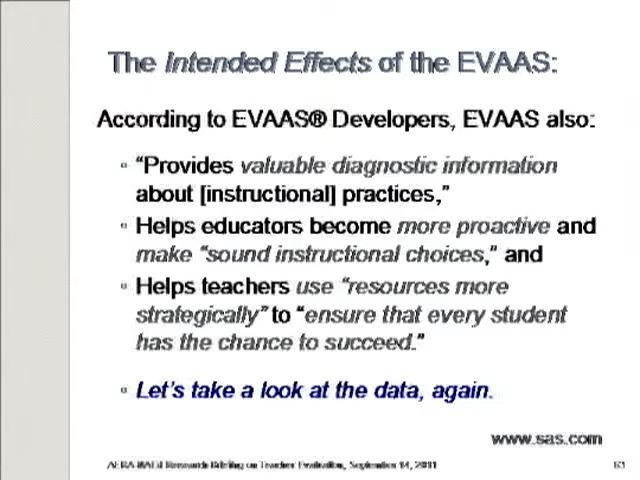 The Intended Effects of the EVAAS:
According to EVAAS® Developers, EVAAS also:
▫ “Provides valuable diagnostic information
about [instructional] practices,”
▫ Helps educators become more proactive and
make “sound instructional choices,” and
▫ Helps teachers use “resources more
strategically” to “ensure that every student
has the chance to succeed.”
▫ Let’s take a look at the data, again.
www.sas.com
Research Briefing on Teacher Evaluation, September 14, 2011
63